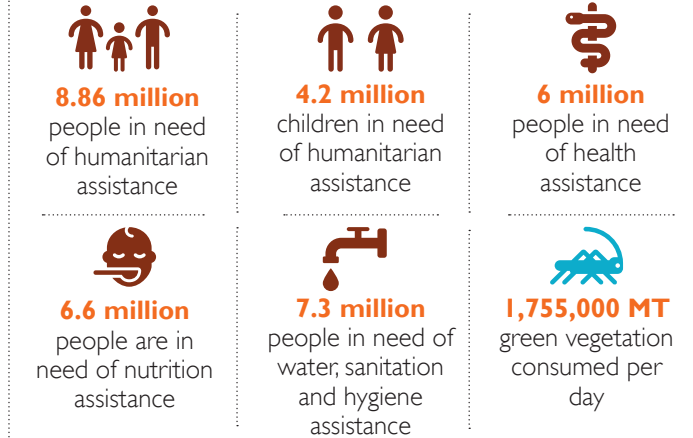 8.86 million
people in need
of humanitarian
assistance
4.2 million
children in need
of humanitarian
assistance
6 million
people in need
of health
assistance
6.6 million
people are in
need of nutrition
assistance
7.3 million
people in need of
water, sanitation
and hygiene
assistance
1,755,000 MT
green vegetation
consumed per
day